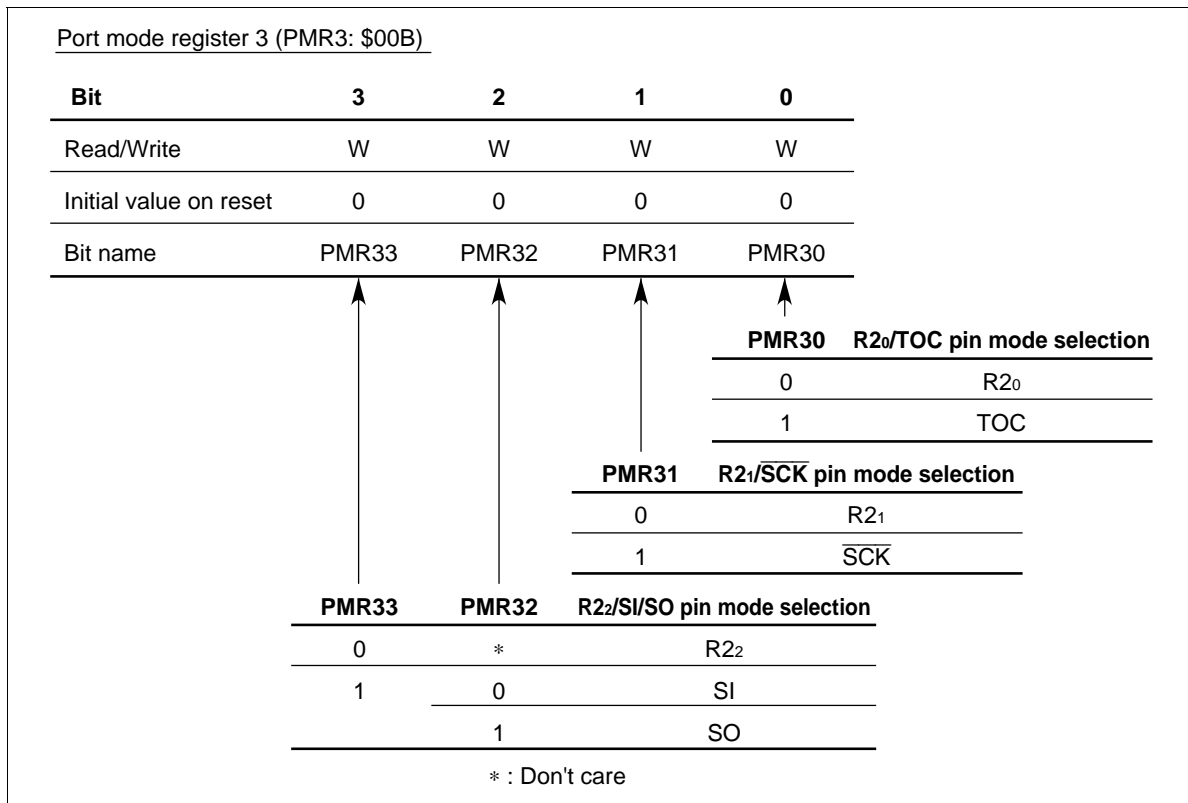 Port mode register 3 (PMR3: $00B)
Bit 3 2 1 0
Read/Write W W W W
Initial value on reset 0 0 0 0
Bit name PMR33 PMR32 PMR31 PMR30
PMR30 R2₀/TOC pin mode selection
0 R2₀
1 TOC
PMR31 R2₁/S̅C̅K̅ pin mode selection
0 R2₁
1 S̅C̅K̅
PMR33 PMR32 R2₂/SI/SO pin mode selection
0 * R2₂
1 0 SI
1 SO
* : Don't care